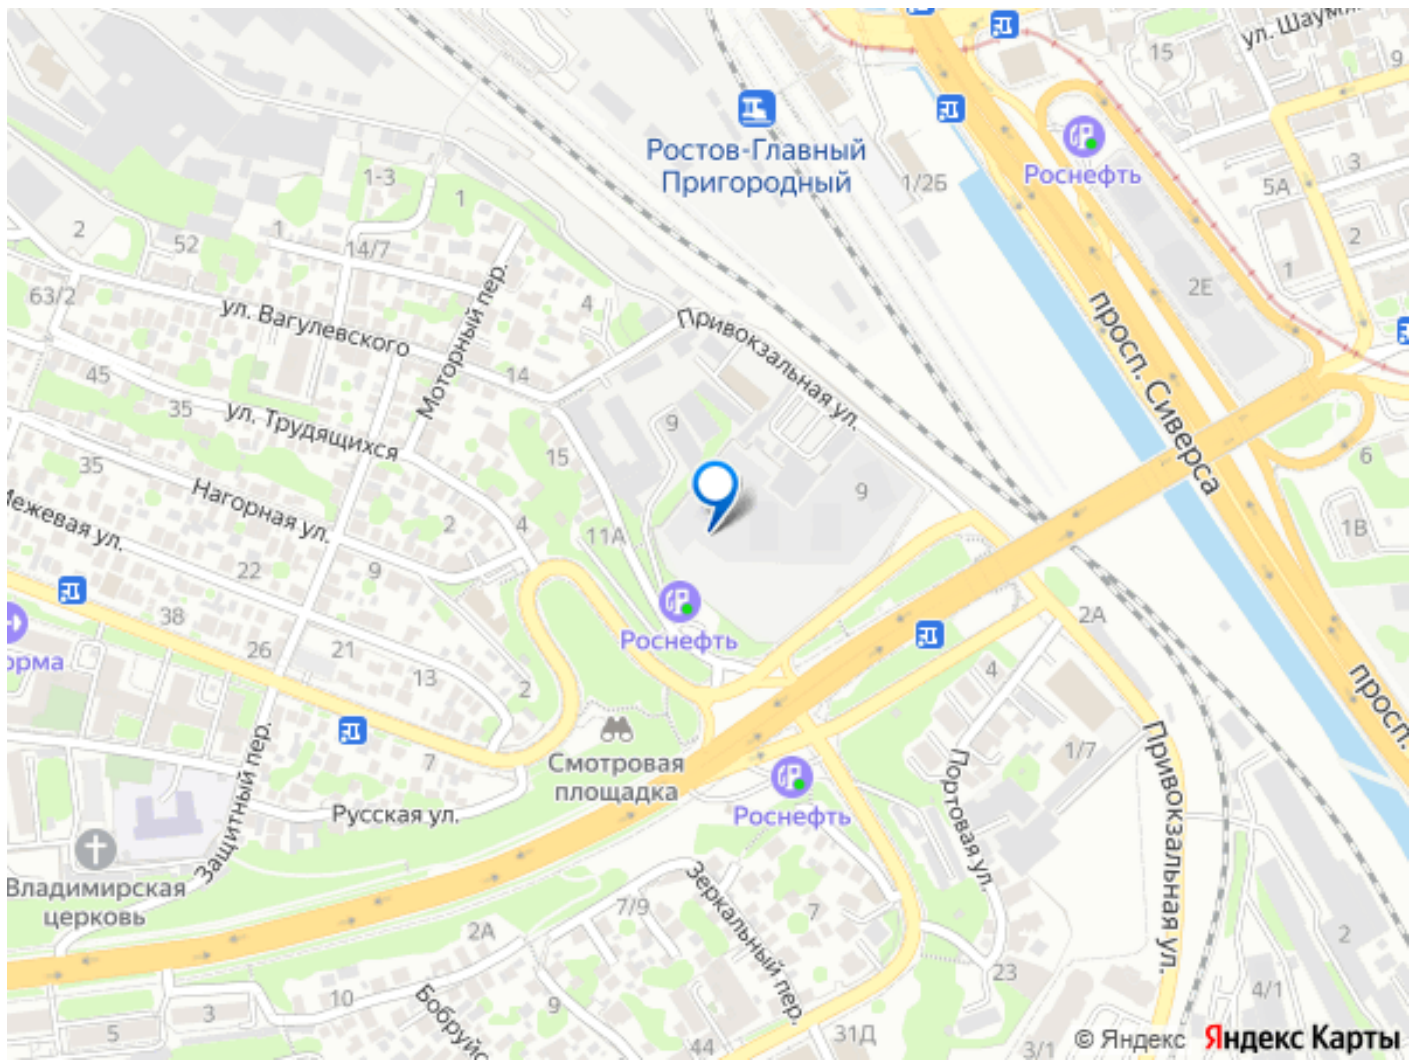 ул. Шаумя
15
9
Ростов-Главный
Пригородный
1/2Б
Роснефть
3
5А
1-3
1
2
52
1
14/7
2
1
2Е
63/2
ул. Вагулевского
Моторный пер.
4
Привокзальная ул.
просп. Сиверса
45
35
ул. Трудящихся
14
9
15
9
6
35
Нагорная ул.
2
4
11А
1В
Межевая ул.
22
9
38
26
21
13
2
Роснефть
2А
4
орма
7
Смотровая
площадка
1/7
просп.
Защитный пер.
Русская ул.
Роснефть
Портовая ул.
Привокзальная ул.
Владимирская
церковь
2А
7/9
Зеркальный пер.
7
2
23
10
9
3
5
Бобруйс
44
31Д
3/1
4/1
© Яндекс Яндекс Карты